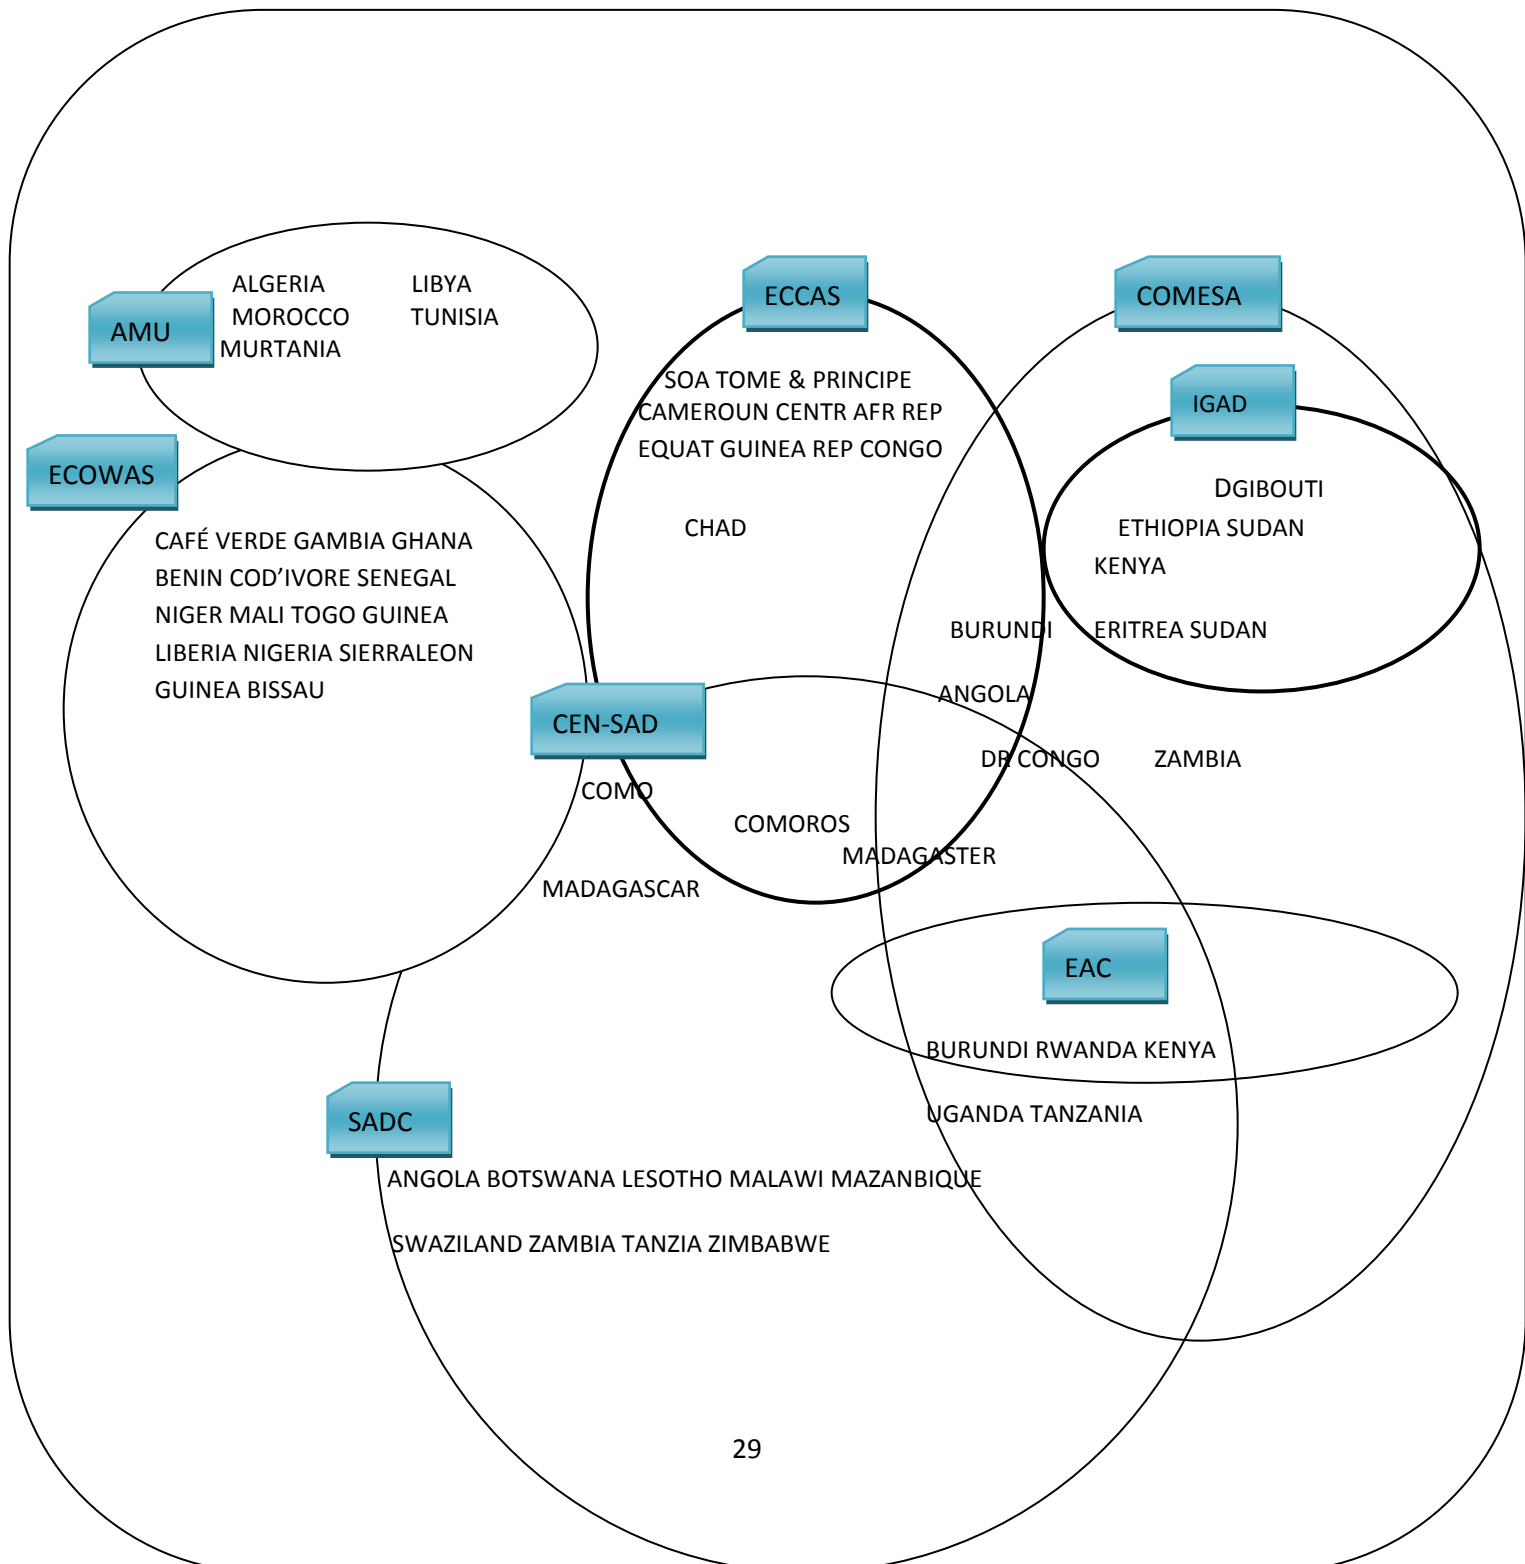 ECCAS
COMESA
ALGERIA LIBYA
MOROCCO TUNISIA
AMU
MURTANIA
SOA TOME & PRINCIPE
CAMEROUN CENTR AFR REP
IGAD
EQUAT GUINEA REP CONGO
ECOWAS
DGIBOUTI
CHAD
ETHIOPIA SUDAN
CAFÉ VERDE GAMBIA GHANA
KENYA
BENIN COD’IVORE SENEGAL
NIGER MALI TOGO GUINEA
BURUNDI
ERITREA SUDAN
LIBERIA NIGERIA SIERRALEON
GUINEA BISSAU
ANGOLA
CEN-SAD
DR CONGO
ZAMBIA
COMO
COMOROS
MADAGASTER
MADAGASCAR
EAC
BURUNDI RWANDA KENYA
UGANDA TANZANIA
SADC
ANGOLA BOTSWANA LESOTHO MALAWI MAZANBIQUE
SWAZILAND ZAMBIA TANZIA ZIMBABWE
29